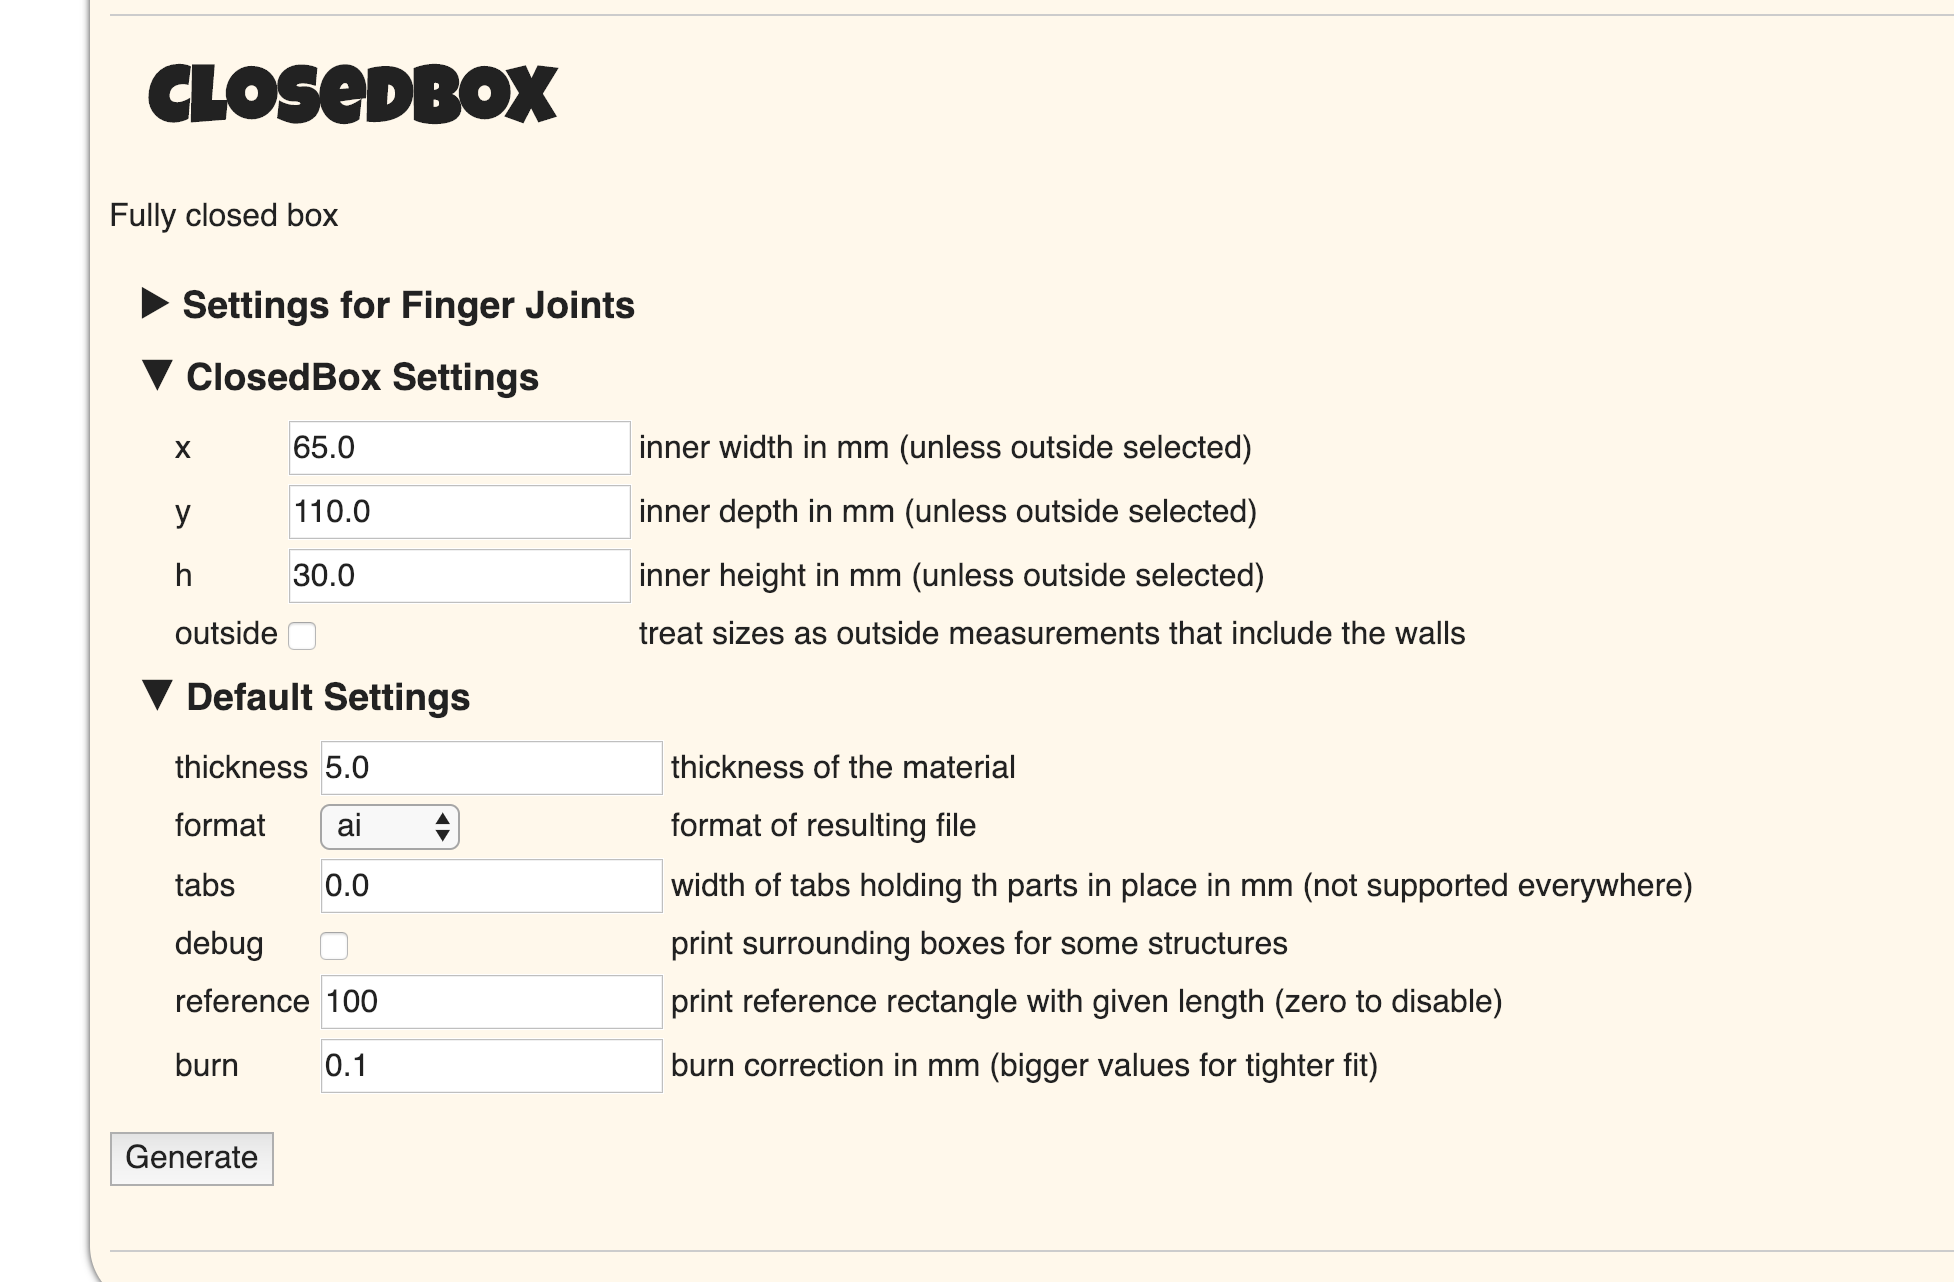 CLOSEDBOX
Fully closed box
▶ Settings for Finger Joints
▼ ClosedBox Settings
x 65.0 inner width in mm (unless outside selected)
y 110.0 inner depth in mm (unless outside selected)
h 30.0 inner height in mm (unless outside selected)
outside treat sizes as outside measurements that include the walls
▼ Default Settings
thickness 5.0 thickness of the material
format ai format of resulting file
tabs 0.0 width of tabs holding th parts in place in mm (not supported everywhere)
debug print surrounding boxes for some structures
reference 100 print reference rectangle with given length (zero to disable)
burn 0.1 burn correction in mm (bigger values for tighter fit)
Generate